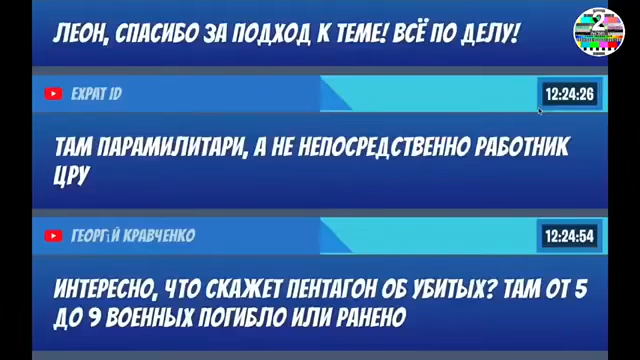 ЛЕОН, СПАСИБО ЗА ПОДХОД К ТЕМЕ! ВСЁ ПО ДЕЛУ!
EXPAT ID
12:24:26
ТАМ ПАРАМИЛИТАРИ, А НЕ НЕПОСРЕДСТВЕННО РАБОТНИК
ЦРУ
ГЕОРГІЙ КРАВЧЕНКО
12:24:54
ИНТЕРЕСНО, ЧТО СКАЖЕТ ПЕНТАГОН ОБ УБИТЫХ? ТАМ ОТ 5
ДО 9 ВОЕННЫХ ПОГИБЛО ИЛИ РАНЕНО
2